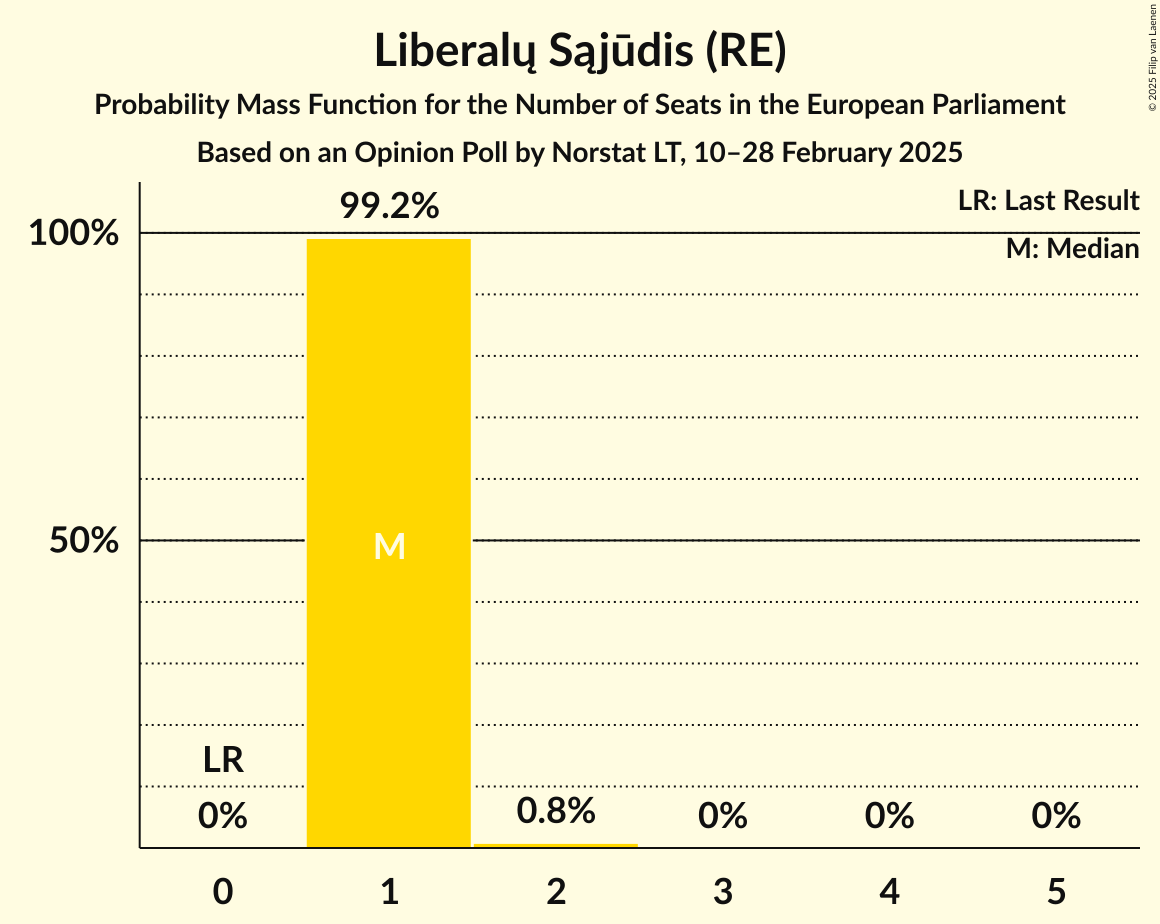 Liberalų Sąjūdis (RE)
Probability Mass Function for the Number of Seats in the European Parliament
Based on an Opinion Poll by Norstat LT, 10–28 February 2025
© 2025 Filip van Laenen
99.2%
LR: Last Result
100%
M: Median
50%
M
LR
0%
0.8%
0%
0%
0%
0
1
2
3
4
5